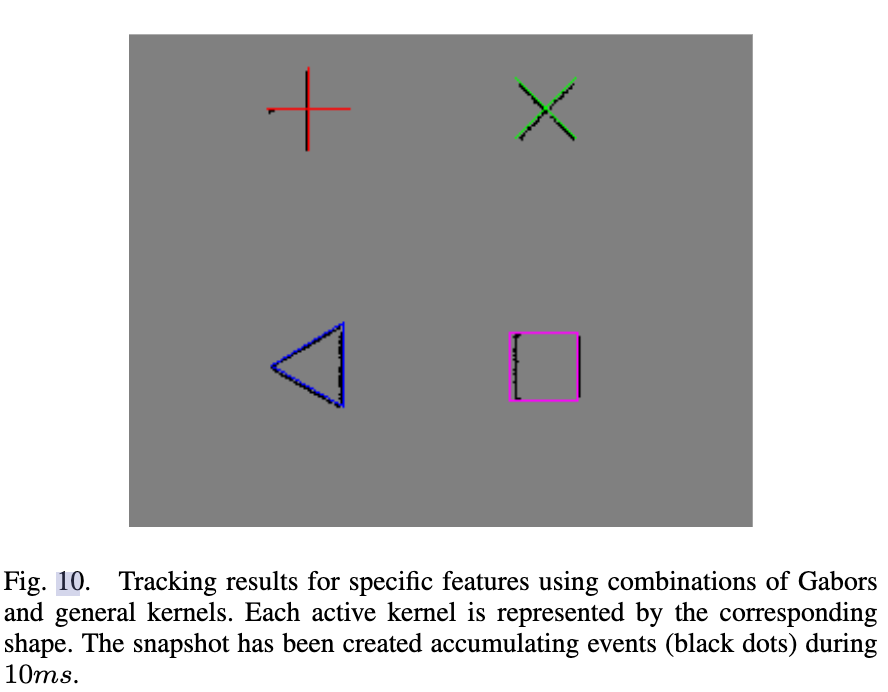 Fig. 10. Tracking results for specific features using combinations of Gabors
and general kernels. Each active kernel is represented by the corresponding
shape. The snapshot has been created accumulating events (black dots) during
10ms.